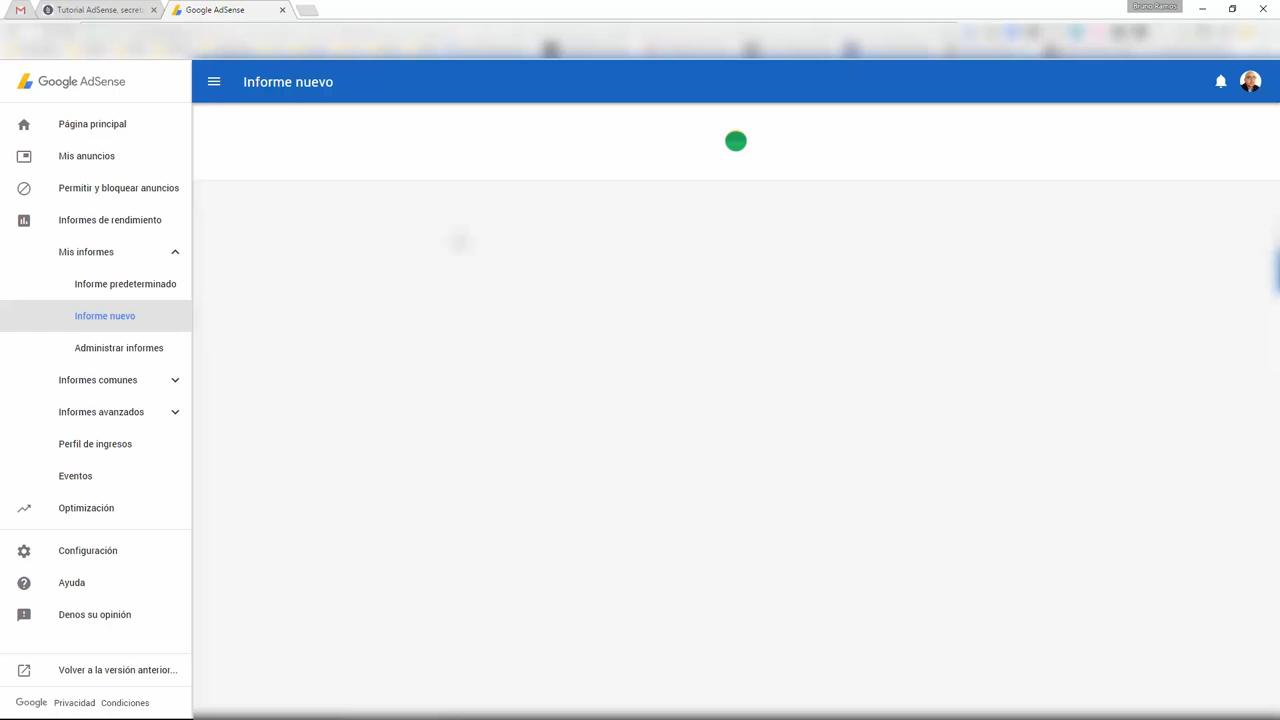 Tutorial AdSense, secret
Google AdSense
Bruno Ramos
Google AdSense
Informe nuevo
Página principal
Mis anuncios
Permitir y bloquear anuncios
Informes de rendimiento
Mis informes
Informe predeterminado
Informe nuevo
Administrar informes
Informes comunes
Informes avanzados
Perfil de ingresos
Eventos
Optimización
Configuración
Ayuda
Denos su opinión
Volver a la versión anterior...
Google Privacidad Condiciones